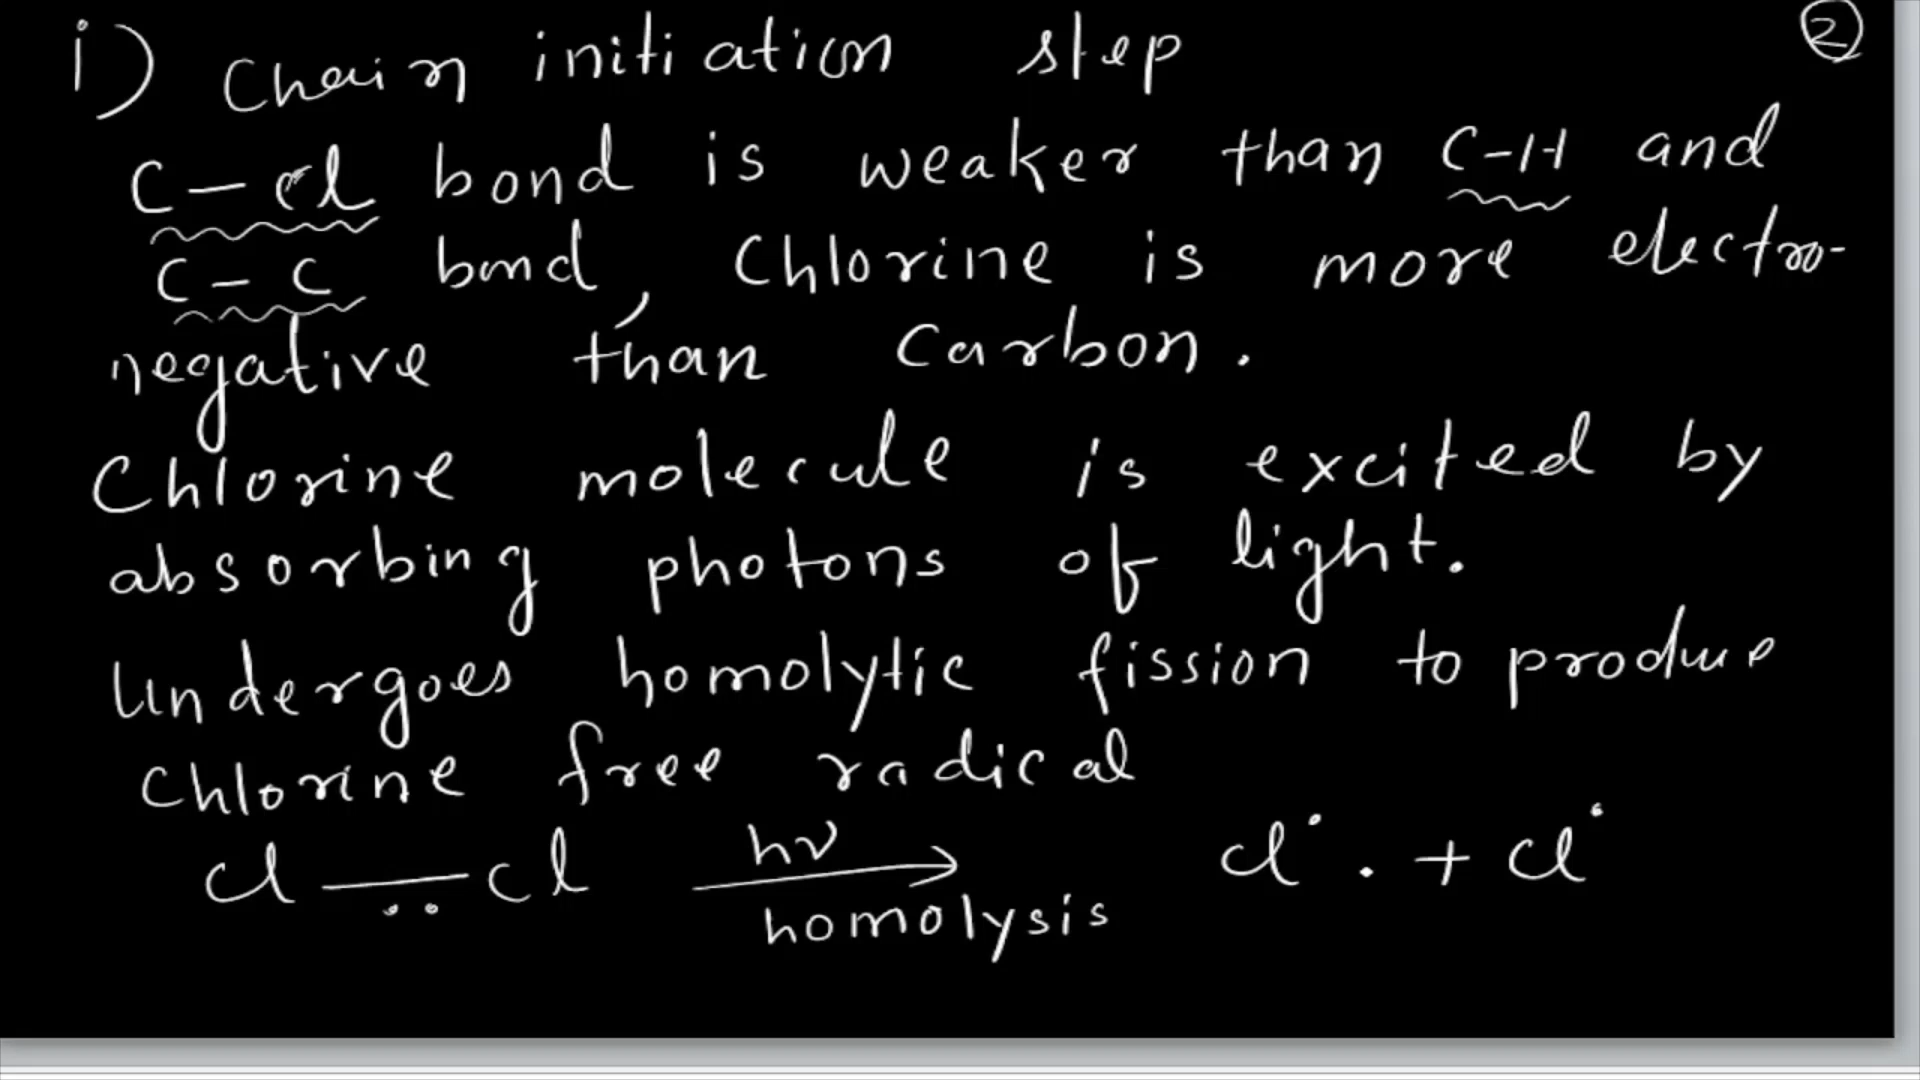 2
i) Chain initiation step
C-Cl bond is weaker than C-H and
C-C bond, Chlorine is more electro-
negative than Carbon.
Chlorine molecule is excited by
absorbing photons of light.
Undergoes homolytic fission to produce
Chlorine free radical
Cl—Cl hν → Cl˙ . + Cl˙
homolysis